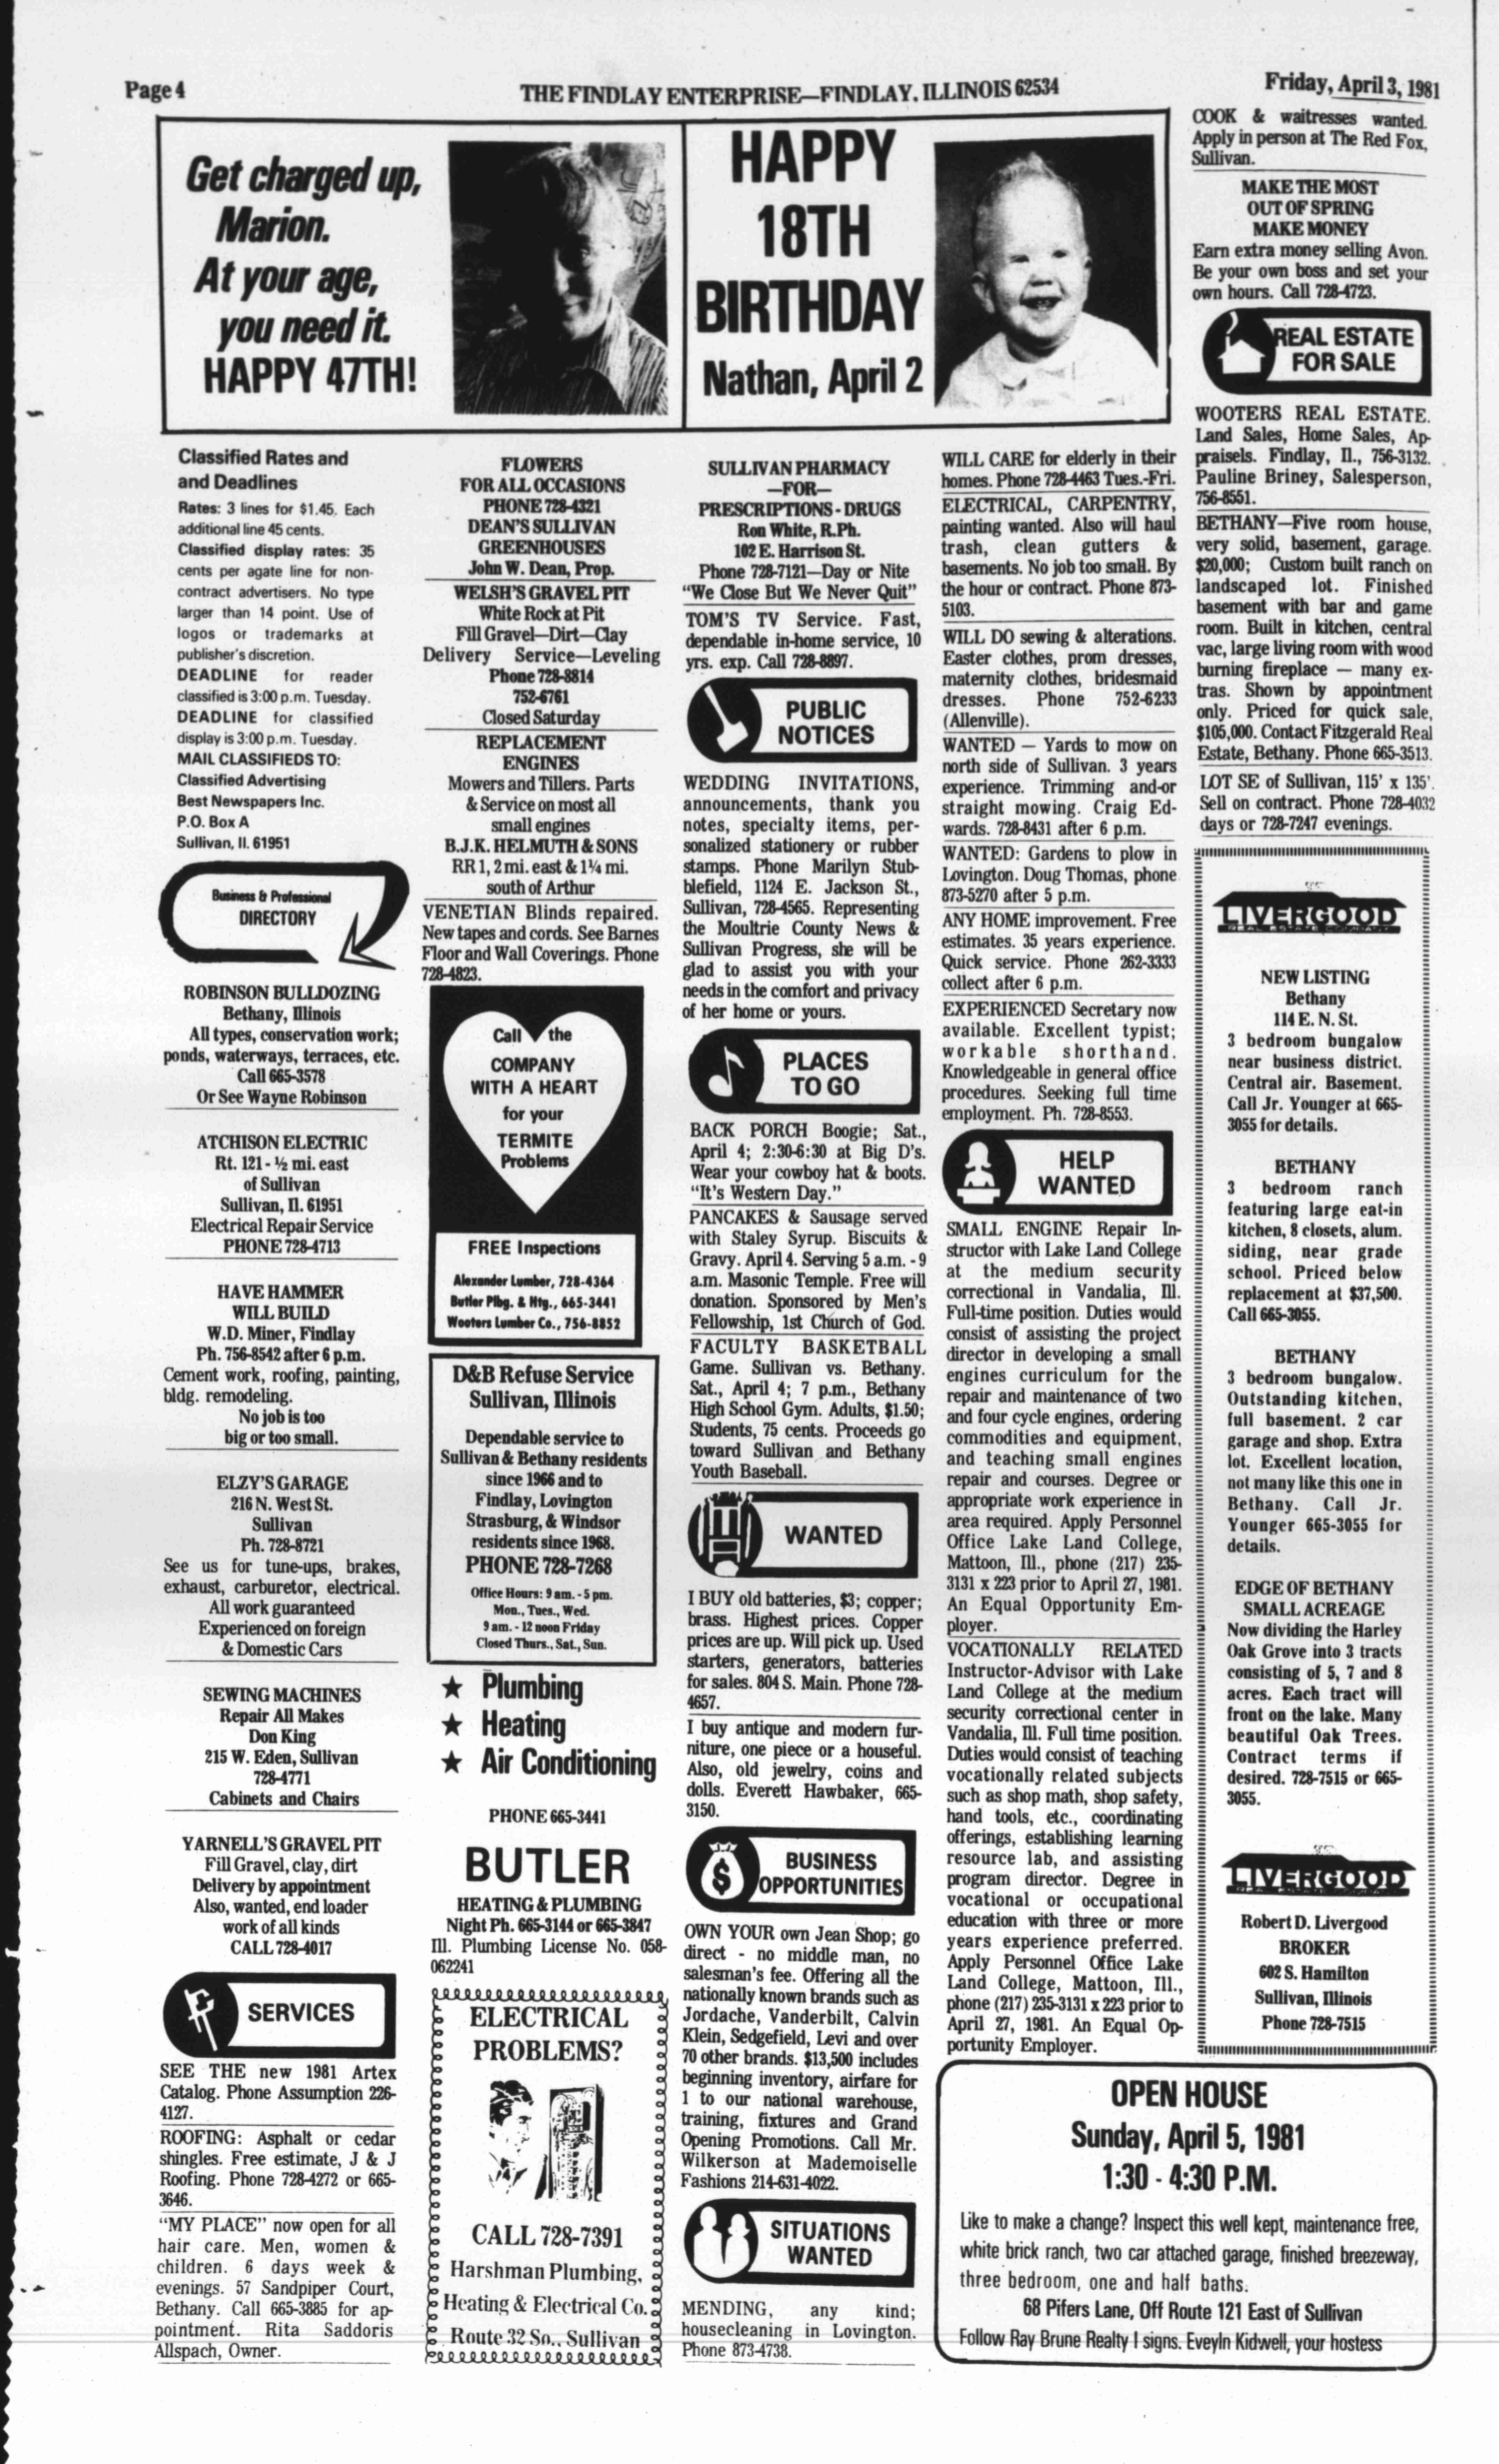 Page 4
THE FINDLAY ENTERPRISE—FINDLAY, ILLINOIS 62534
Friday, April 3, 1981
Get charged up,
Marion.
At your age,
you need it.
HAPPY 47TH!
HAPPY
18TH
BIRTHDAY
Nathan, April 2
Classified Rates and
and Deadlines
Rates: 3 lines for $1.45. Each
additional line 45 cents.
Classified display rates: 35
cents per agate line for non-
contract advertisers. No type
larger than 14 point. Use of
logos or trademarks at
publisher's discretion.
DEADLINE for reader
classified is 3:00 p.m. Tuesday.
DEADLINE for classified
display is 3:00 p.m. Tuesday.
MAIL CLASSIFIEDS TO:
Classified Advertising
Best Newspapers Inc.
P.O. Box A
Sullivan, Il. 61951
Business & Professional
DIRECTORY
ROBINSON BULLDOZING
Bethany, Illinois
All types, conservation work;
ponds, waterways, terraces, etc.
Call 665-3578
Or See Wayne Robinson
ATCHISON ELECTRIC
Rt. 121 - ½ mi. east
of Sullivan
Sullivan, Il. 61951
Electrical Repair Service
PHONE 728-4713
HAVE HAMMER
WILL BUILD
W.D. Miner, Findlay
Ph. 756-8542 after 6 p.m.
Cement work, roofing, painting,
bldg. remodeling.
No job is too
big or too small.
ELZY'S GARAGE
216 N. West St.
Sullivan
Ph. 728-8721
See us for tune-ups, brakes,
exhaust, carburetor, electrical.
All work guaranteed
Experienced on foreign
& Domestic Cars
SEWING MACHINES
Repair All Makes
Don King
215 W. Eden, Sullivan
728-4771
Cabinets and Chairs
YARNELL'S GRAVEL PIT
Fill Gravel, clay, dirt
Delivery by appointment
Also, wanted, end loader
work of all kinds
CALL 728-4017
SERVICES
SEE THE new 1981 Artex
Catalog. Phone Assumption 226-
4127.
ROOFING: Asphalt or cedar
shingles. Free estimate, J & J
Roofing. Phone 728-4272 or 665-
3646.
"MY PLACE" now open for all
hair care. Men, women &
children. 6 days week &
evenings. 57 Sandpiper Court,
Bethany. Call 665-3885 for ap-
pointment. Rita Saddoris
Allspach, Owner.
FLOWERS
FOR ALL OCCASIONS
PHONE 728-4321
DEAN'S SULLIVAN
GREENHOUSES
John W. Dean, Prop.
WELSH'S GRAVEL PIT
White Rock at Pit
Fill Gravel—Dirt—Clay
Delivery Service—Leveling
Phone 728-8814
752-6761
Closed Saturday
REPLACEMENT
ENGINES
Mowers and Tillers. Parts
& Service on most all
small engines
B.J.K. HELMUTH & SONS
RR 1, 2 mi. east & 1¼ mi.
south of Arthur
VENETIAN Blinds repaired.
New tapes and cords. See Barnes
Floor and Wall Coverings. Phone
728-4823.
Call the
COMPANY
WITH A HEART
for your
TERMITE
Problems
FREE Inspections
Alexander Lumber, 728-4364
Butler Plbg. & Htg., 665-3441
Wooters Lumber Co., 756-8852
D&B Refuse Service
Sullivan, Illinois
Dependable service to
Sullivan & Bethany residents
since 1966 and to
Findlay, Lovington
Strasburg, & Windsor
residents since 1968.
PHONE 728-7268
Office Hours: 9 am. - 5 pm.
Mon., Tues., Wed.
9 am. - 12 noon Friday
Closed Thurs., Sat., Sun.
★ Plumbing
★ Heating
★ Air Conditioning
PHONE 665-3441
BUTLER
HEATING & PLUMBING
Night Ph. 665-3144 or 665-3847
Ill. Plumbing License No. 058-
062241
ELECTRICAL
PROBLEMS?
CALL 728-7391
Harshman Plumbing,
Heating & Electrical Co.
Route 32 So., Sullivan
SULLIVAN PHARMACY
—FOR—
PRESCRIPTIONS - DRUGS
Ron White, R.Ph.
102 E. Harrison St.
Phone 728-7121—Day or Nite
"We Close But We Never Quit"
TOM'S TV Service. Fast,
dependable in-home service, 10
yrs. exp. Call 728-8897.
PUBLIC
NOTICES
WEDDING INVITATIONS,
announcements, thank you
notes, specialty items, per-
sonalized stationery or rubber
stamps. Phone Marilyn Stub-
blefield, 1124 E. Jackson St.,
Sullivan, 728-4565. Representing
the Moultrie County News &
Sullivan Progress, she will be
glad to assist you with your
needs in the comfort and privacy
of her home or yours.
PLACES
TO GO
BACK PORCH Boogie; Sat.,
April 4; 2:30-6:30 at Big D's.
Wear your cowboy hat & boots.
"It's Western Day."
PANCAKES & Sausage served
with Staley Syrup. Biscuits &
Gravy. April 4. Serving 5 a.m. - 9
a.m. Masonic Temple. Free will
donation. Sponsored by Men's
Fellowship, 1st Church of God.
FACULTY BASKETBALL
Game. Sullivan vs. Bethany.
Sat., April 4; 7 p.m., Bethany
High School Gym. Adults, $1.50;
Students, 75 cents. Proceeds go
toward Sullivan and Bethany
Youth Baseball.
WANTED
I BUY old batteries, $3; copper;
brass. Highest prices. Copper
prices are up. Will pick up. Used
starters, generators, batteries
for sales. 804 S. Main. Phone 728-
4657.
I buy antique and modern fur-
niture, one piece or a houseful.
Also, old jewelry, coins and
dolls. Everett Hawbaker, 665-
3150.
BUSINESS
OPPORTUNITIES
OWN YOUR own Jean Shop; go
direct - no middle man, no
salesman's fee. Offering all the
nationally known brands such as
Jordache, Vanderbilt, Calvin
Klein, Sedgefield, Levi and over
70 other brands. $13,500 includes
beginning inventory, airfare for
1 to our national warehouse,
training, fixtures and Grand
Opening Promotions. Call Mr.
Wilkerson at Mademoiselle
Fashions 214-631-4022.
SITUATIONS
WANTED
MENDING, any kind;
housecleaning in Lovington.
Phone 873-4738.
WILL CARE for elderly in their
homes. Phone 728-4463 Tues.-Fri.
ELECTRICAL, CARPENTRY,
painting wanted. Also will haul
trash, clean gutters &
basements. No job too small. By
the hour or contract. Phone 873-
5103.
WILL DO sewing & alterations.
Easter clothes, prom dresses,
maternity clothes, bridesmaid
dresses. Phone 752-6233
(Allenville).
WANTED — Yards to mow on
north side of Sullivan. 3 years
experience. Trimming and-or
straight mowing. Craig Ed-
wards. 728-8431 after 6 p.m.
WANTED: Gardens to plow in
Lovington. Doug Thomas, phone
873-5270 after 5 p.m.
ANY HOME improvement. Free
estimates. 35 years experience.
Quick service. Phone 262-3333
collect after 6 p.m.
EXPERIENCED Secretary now
available. Excellent typist;
workable shorthand.
Knowledgeable in general office
procedures. Seeking full time
employment. Ph. 728-8553.
HELP
WANTED
SMALL ENGINE Repair In-
structor with Lake Land College
at the medium security
correctional in Vandalia, Ill.
Full-time position. Duties would
consist of assisting the project
director in developing a small
engines curriculum for the
repair and maintenance of two
and four cycle engines, ordering
commodities and equipment,
and teaching small engines
repair and courses. Degree or
appropriate work experience in
area required. Apply Personnel
Office Lake Land College,
Mattoon, Ill., phone (217) 235-
3131 x 223 prior to April 27, 1981.
An Equal Opportunity Em-
ployer.
VOCATIONALLY RELATED
Instructor-Advisor with Lake
Land College at the medium
security correctional center in
Vandalia, Ill. Full time position.
Duties would consist of teaching
vocationally related subjects
such as shop math, shop safety,
hand tools, etc., coordinating
offerings, establishing learning
resource lab, and assisting
program director. Degree in
vocational or occupational
education with three or more
years experience preferred.
Apply Personnel Office Lake
Land College, Mattoon, Ill.,
phone (217) 235-3131 x 223 prior to
April 27, 1981. An Equal Op-
portunity Employer.
COOK & waitresses wanted.
Apply in person at The Red Fox,
Sullivan.
MAKE THE MOST
OUT OF SPRING
MAKE MONEY
Earn extra money selling Avon.
Be your own boss and set your
own hours. Call 728-4723.
REAL ESTATE
FOR SALE
WOOTERS REAL ESTATE.
Land Sales, Home Sales, Ap-
praisels. Findlay, Il., 756-3132.
Pauline Briney, Salesperson,
756-8551.
BETHANY—Five room house,
very solid, basement, garage.
$20,000; Custom built ranch on
landscaped lot. Finished
basement with bar and game
room. Built in kitchen, central
vac, large living room with wood
burning fireplace — many ex-
tras. Shown by appointment
only. Priced for quick sale,
$105,000. Contact Fitzgerald Real
Estate, Bethany. Phone 665-3513.
LOT SE of Sullivan, 115' x 135'.
Sell on contract. Phone 728-4032
days or 728-7247 evenings.
LIVERGOOD
REAL ESTATE COMPANY
NEW LISTING
Bethany
114 E. N. St.
3 bedroom bungalow
near business district.
Central air. Basement.
Call Jr. Younger at 665-
3055 for details.
BETHANY
3 bedroom ranch
featuring large eat-in
kitchen, 8 closets, alum.
siding, near grade
school. Priced below
replacement at $37,500.
Call 665-3055.
BETHANY
3 bedroom bungalow.
Outstanding kitchen,
full basement. 2 car
garage and shop. Extra
lot. Excellent location,
not many like this one in
Bethany. Call Jr.
Younger 665-3055 for
details.
EDGE OF BETHANY
SMALL ACREAGE
Now dividing the Harley
Oak Grove into 3 tracts
consisting of 5, 7 and 8
acres. Each tract will
front on the lake. Many
beautiful Oak Trees.
Contract terms if
desired. 728-7515 or 665-
3055.
LIVERGOOD
REAL ESTATE COMPANY
Robert D. Livergood
BROKER
602 S. Hamilton
Sullivan, Illinois
Phone 728-7515
OPEN HOUSE
Sunday, April 5, 1981
1:30 - 4:30 P.M.
Like to make a change? Inspect this well kept, maintenance free,
white brick ranch, two car attached garage, finished breezeway,
three bedroom, one and half baths.
68 Pifers Lane, Off Route 121 East of Sullivan
Follow Ray Brune Realty I signs. Eveyln Kidwell, your hostess